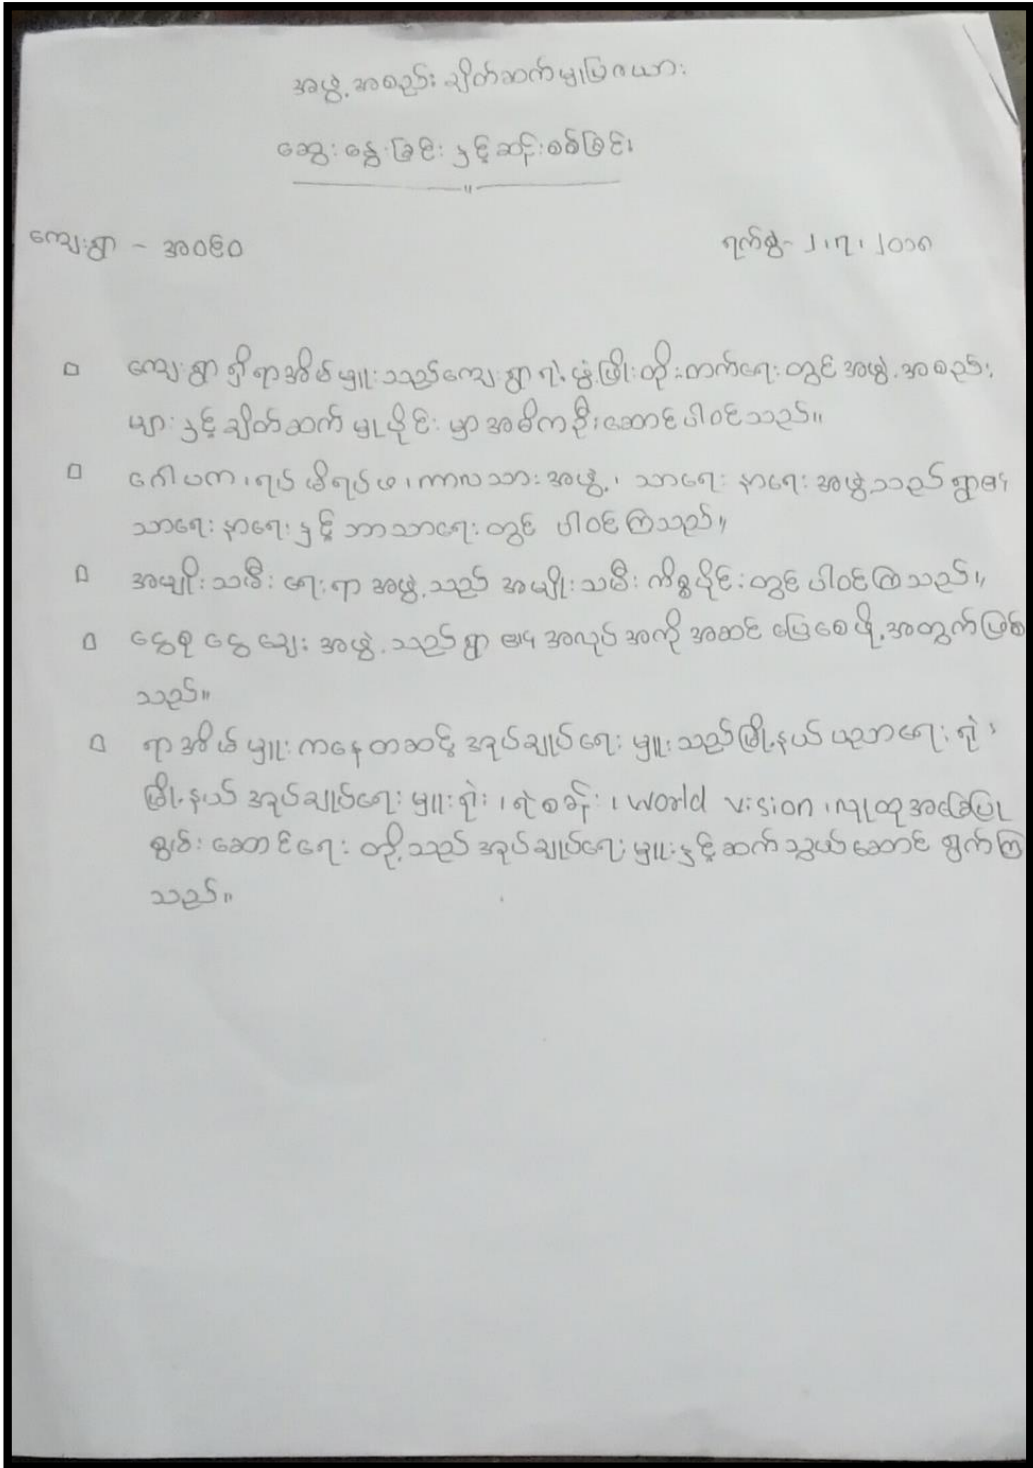 အဖွဲ့အစည်း ချိတ်ဆက်မှုပြဇယား
ဆွေးနွေးခြင်း နှင့်ဆန်းစစ်ခြင်း
ကျေးရွာ - အဝဠေဝ
ရက်စွဲ - ၂.၇.၂၀၁၈
ကျေးရွာ ရှိ ရာအိမ်မှူးသည်ကျေးရွာ ရဲ့ ဖွံ့ဖြိုးတိုးတက်ရေးတွင် အဖွဲ့အစည်း
များနှင့် ချိတ်ဆက် မှုပိုင်းမှာ အဓိကဦးဆောင်ပါဝင်သည်။
ဂေါပက၊ ရပ်မိရပ်ဖ၊ ကာလသားအဖွဲ့၊ သာရေး နာရေး အဖွဲ့သည် ရွာ၏
သာရေး နာရေးနှင့် ဘာသာရေးတွင် ပါဝင်ကြသည်။
အမျိုးသမီးရေးရာ အဖွဲ့သည် အမျိုးသမီး ကိစ္စပိုင်းတွင် ပါဝင်ကြသည်။
ငွေစုငွေချေး အဖွဲ့သည် ရွာ၏ အလုပ်အကို အဆင်ပြေစေဖို့အတွက်ဖြစ်
သည်။
ရာအိမ်မှူးကနေတဆင့် အုပ်ချုပ်ရေးမှူးသည်မြို့နယ်ပညာရေးရုံး၊
မြို့နယ်အုပ်ချုပ်ရေးမှူးရုံး၊ ရဲစခန်း၊ World Vision ၊ လူထုအခြေပြု
စွမ်းဆောင်ရေး တို့သည် အုပ်ချုပ်ရေးမှူးနှင့် ဆက်သွယ်ဆောင်ရွက်ကြ
သည်။